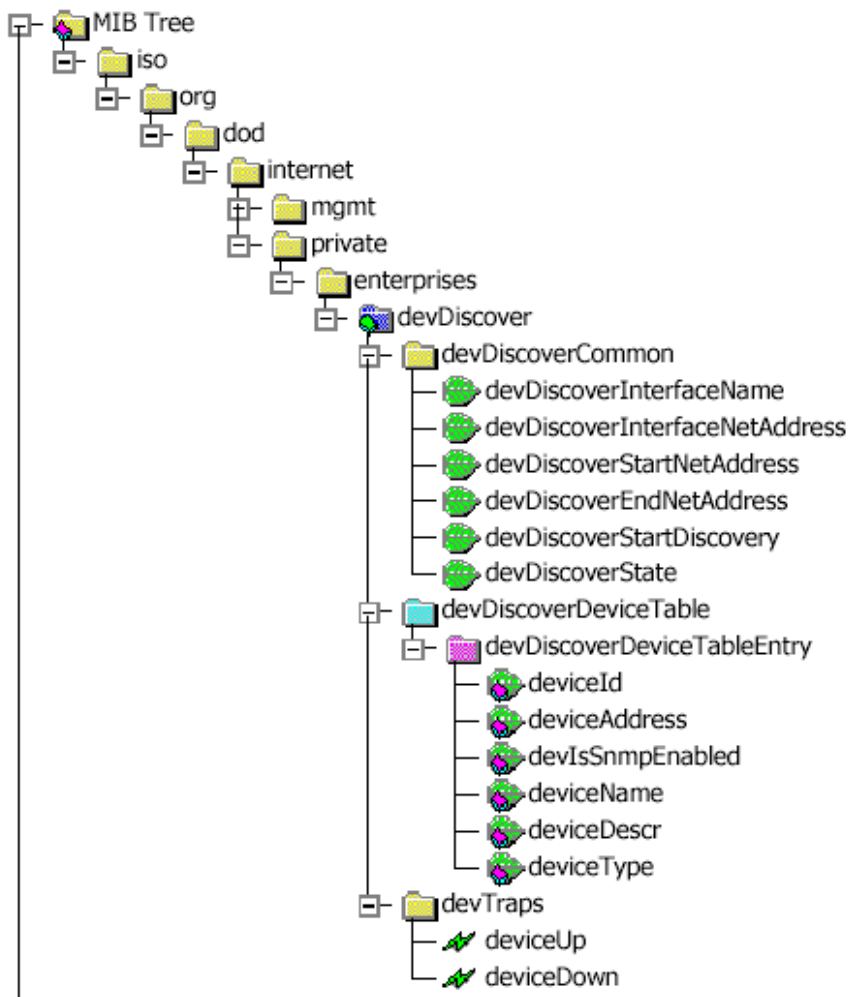 MIB Tree
iso
org
dod
internet
mgmt
private
enterprises
devDiscover
devDiscoverCommon
devDiscoverInterfaceName
devDiscoverInterfaceNetAddress
devDiscoverStartNetAddress
devDiscoverEndNetAddress
devDiscoverStartDiscovery
devDiscoverState
devDiscoverDeviceTable
devDiscoverDeviceTableEntry
deviceId
deviceAddress
devIsSnmpEnabled
deviceName
deviceDescr
deviceType
devTraps
deviceUp
deviceDown